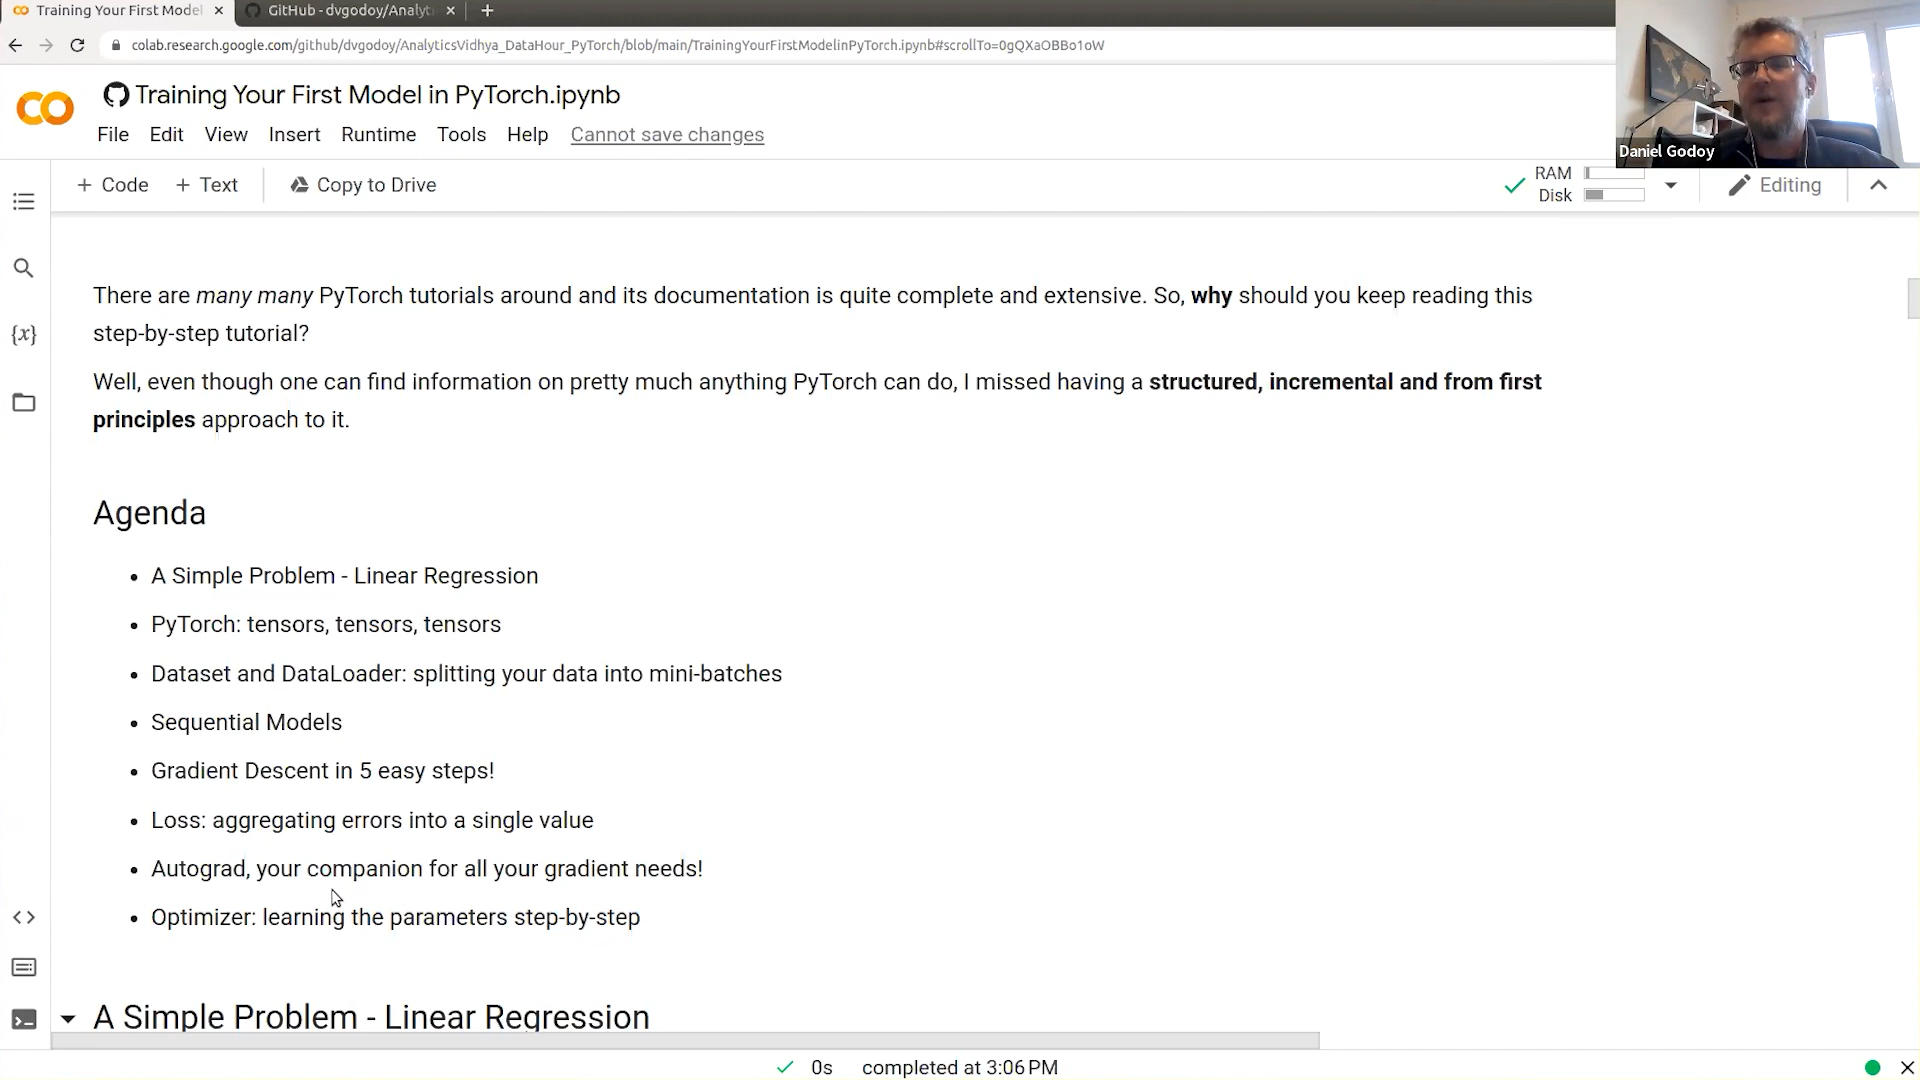 Training Your First Model
GitHub - dvgodoy/Analyt
colab.research.google.com/github/dvgodoy/AnalyticsVidhya_DataHour_PyTorch/blob/main/TrainingYourFirstModelinPyTorch.ipynb#scrollTo=0gQXaOBBo1oW
Training Your First Model in PyTorch.ipynb
File Edit View Insert Runtime Tools Help Cannot save changes
Daniel Godoy
+ Code + Text Copy to Drive
RAM
Disk
Editing
There are many many PyTorch tutorials around and its documentation is quite complete and extensive. So, why should you keep reading this
step-by-step tutorial?
Well, even though one can find information on pretty much anything PyTorch can do, I missed having a structured, incremental and from first
principles approach to it.
Agenda
• A Simple Problem - Linear Regression
• PyTorch: tensors, tensors, tensors
• Dataset and DataLoader: splitting your data into mini-batches
• Sequential Models
• Gradient Descent in 5 easy steps!
• Loss: aggregating errors into a single value
• Autograd, your companion for all your gradient needs!
• Optimizer: learning the parameters step-by-step
A Simple Problem - Linear Regression
0s completed at 3:06 PM